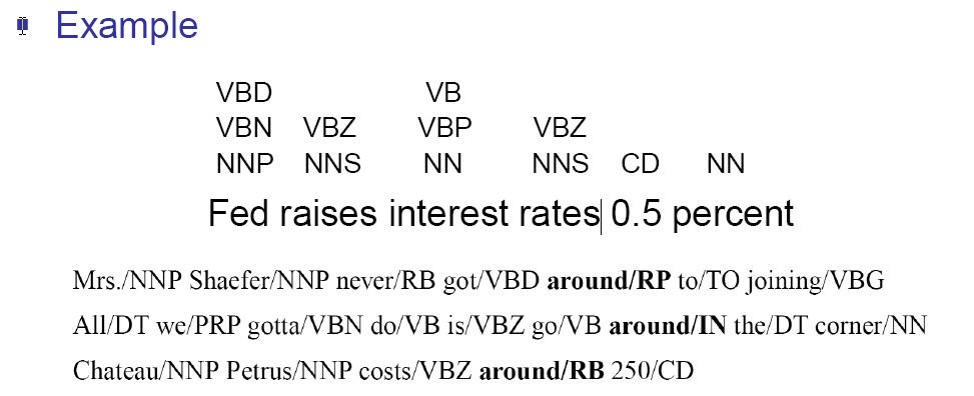 Example
VBD VB
VBN VBZ VBP VBZ
NNP NNS NN NNS CD NN
Fed raises interest rates 0.5 percent
Mrs./NNP Shaefer/NNP never/RB got/VBD around/RP to/TO joining/VBG
All/DT we/PRP gotta/VBN do/VB is/VBZ go/VB around/IN the/DT corner/NN
Chateau/NNP Petrus/NNP costs/VBZ around/RB 250/CD